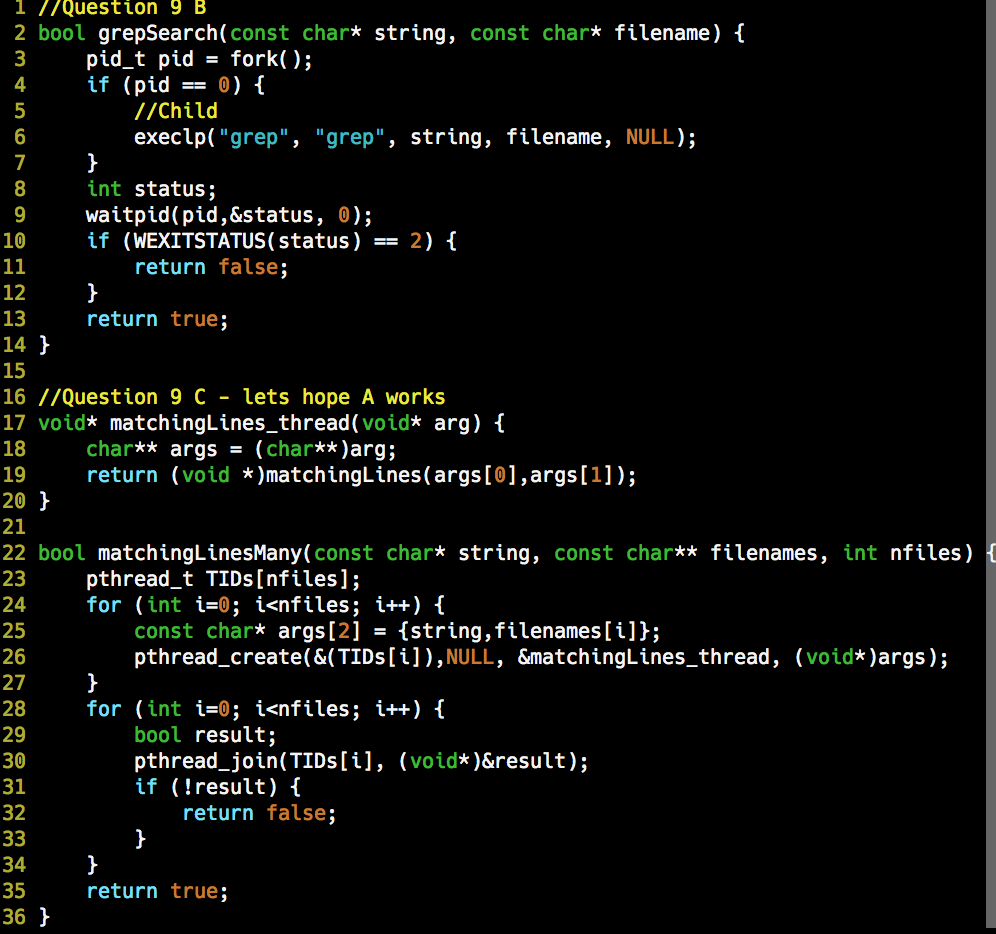 1 //Question 9 B
2 bool grepSearch(const char* string, const char* filename) {
3     pid_t pid = fork();
4     if (pid == 0) {
5         //Child
6         execlp("grep", "grep", string, filename, NULL);
7     }
8     int status;
9     waitpid(pid,&status, 0);
10     if (WEXITSTATUS(status) == 2) {
11         return false;
12     }
13     return true;
14 }
15
16 //Question 9 C - lets hope A works
17 void* matchingLines_thread(void* arg) {
18     char** args = (char**)arg;
19     return (void *)matchingLines(args[0],args[1]);
20 }
21
22 bool matchingLinesMany(const char* string, const char** filenames, int nfiles) {
23     pthread_t TIDs[nfiles];
24     for (int i=0; i<nfiles; i++) {
25         const char* args[2] = {string,filenames[i]};
26         pthread_create(&(TIDs[i]),NULL, &matchingLines_thread, (void*)args);
27     }
28     for (int i=0; i<nfiles; i++) {
29         bool result;
30         pthread_join(TIDs[i], (void*)&result);
31         if (!result) {
32             return false;
33         }
34     }
35     return true;
36 }